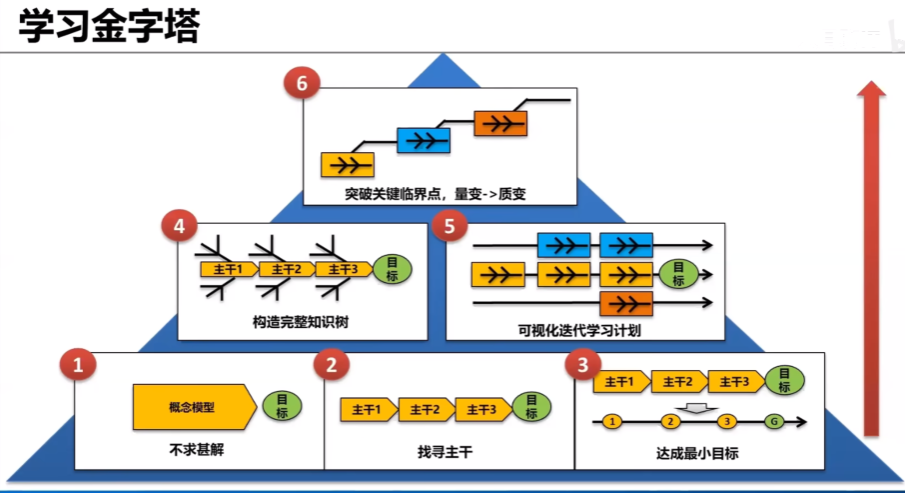 学习金字塔
6
突破关键临界点，量变->质变
4
主干1
主干2
主干3
目标
构造完整知识树
5
目标
可视化迭代学习计划
1
概念模型
目标
不求甚解
2
主干1
主干2
主干3
目标
找寻主干
3
主干1
主干2
主干3
目标
1
2
3
G
达成最小目标